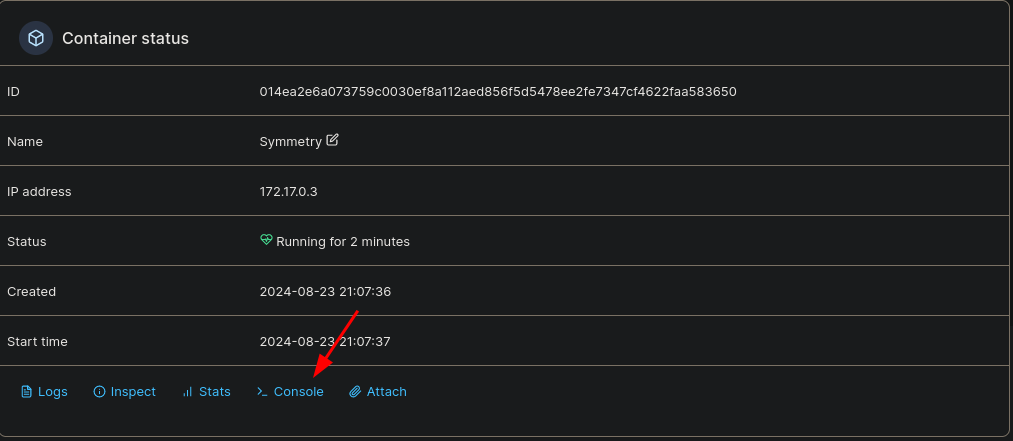 Container status
ID 014ea2e6a073759c0030ef8a112aed856f5d5478ee2fe7347cf4622faa583650
Name Symmetry
IP address 172.17.0.3
Status Running for 2 minutes
Created 2024-08-23 21:07:36
Start time 2024-08-23 21:07:37
Logs Inspect Stats Console Attach